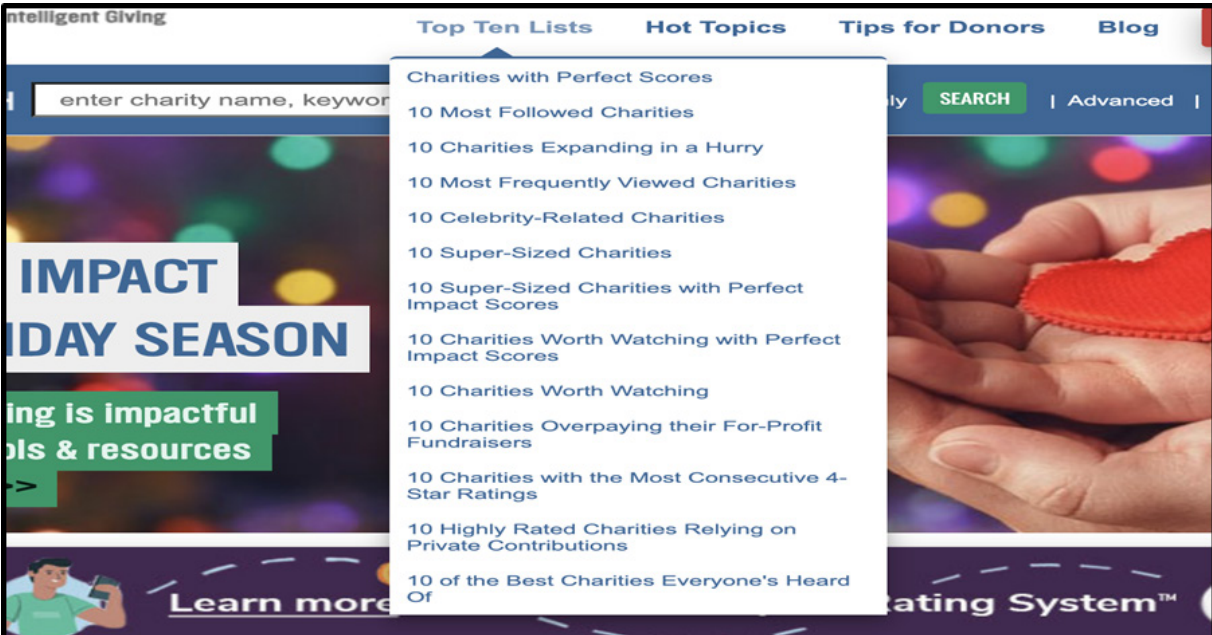 ntelligent Giving
Top Ten Lists Hot Topics Tips for Donors Blog
enter charity name, keywor ly SEARCH | Advanced |
Charities with Perfect Scores
10 Most Followed Charities
10 Charities Expanding in a Hurry
10 Most Frequently Viewed Charities
10 Celebrity-Related Charities
10 Super-Sized Charities
10 Super-Sized Charities with Perfect
Impact Scores
10 Charities Worth Watching with Perfect
Impact Scores
10 Charities Worth Watching
10 Charities Overpaying their For-Profit
Fundraisers
10 Charities with the Most Consecutive 4-
Star Ratings
10 Highly Rated Charities Relying on
Private Contributions
10 of the Best Charities Everyone's Heard
Of
IMPACT
IDAY SEASON
ing is impactful
ols & resources
>>
Learn more ating System™